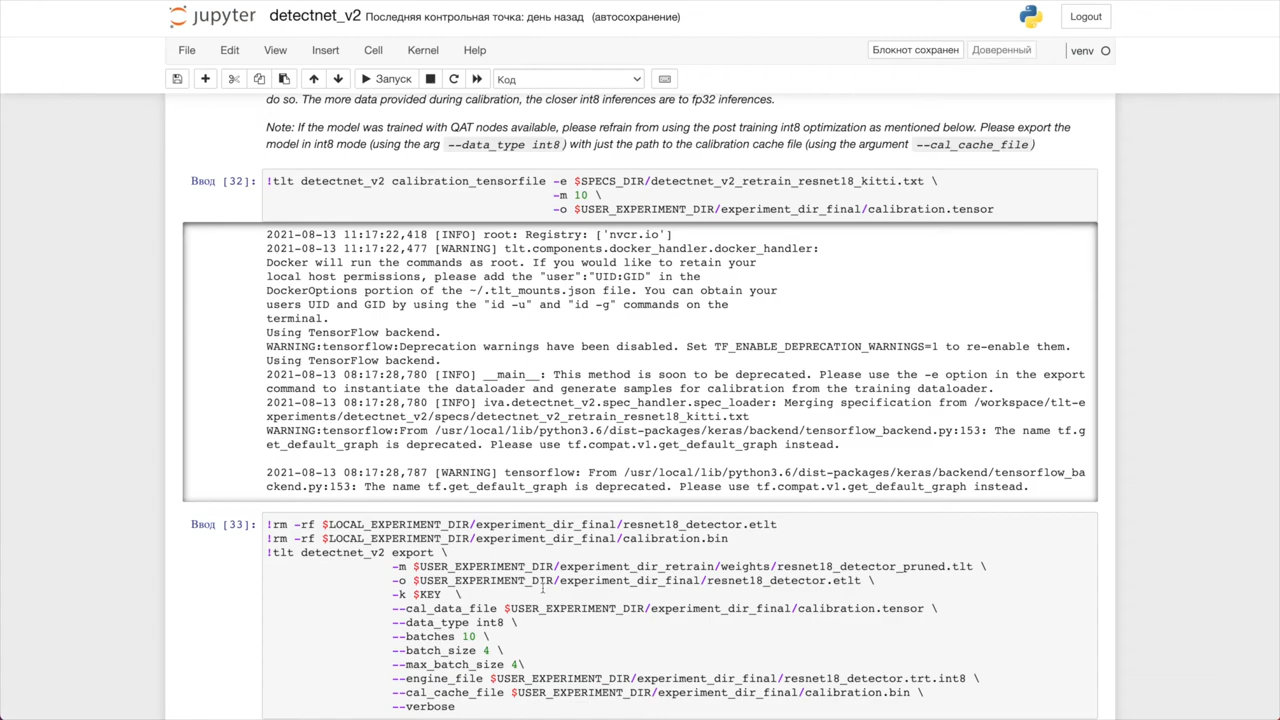 jupyter detectnet_v2 Последняя контрольная точка: день назад (автосохранение) Logout
File Edit View Insert Cell Kernel Help Блокнот сохранен Доверенный venv
Запуск Код
do so. The more data provided during calibration, the closer int8 inferences are to fp32 inferences.
Note: If the model was trained with QAT nodes available, please refrain from using the post training int8 optimization as mentioned below. Please export the
model in int8 mode (using the arg --data_type int8) with just the path to the calibration cache file (using the argument --cal_cache_file)
Ввод [32]: !tlt detectnet_v2 calibration_tensorfile -e $SPECS_DIR/detectnet_v2_retrain_resnet18_kitti.txt \
-m 10 \
-o $USER_EXPERIMENT_DIR/experiment_dir_final/calibration.tensor
2021-08-13 11:17:22,418 [INFO] root: Registry: ['nvcr.io']
2021-08-13 11:17:22,477 [WARNING] tlt.components.docker_handler.docker_handler:
Docker will run the commands as root. If you would like to retain your
local host permissions, please add the "user":"UID:GID" in the
DockerOptions portion of the ~/.tlt_mounts.json file. You can obtain your
users UID and GID by using the "id -u" and "id -g" commands on the
terminal.
Using TensorFlow backend.
WARNING:tensorflow:Deprecation warnings have been disabled. Set TF_ENABLE_DEPRECATION_WARNINGS=1 to re-enable them.
Using TensorFlow backend.
2021-08-13 08:17:28,780 [INFO] __main__: This method is soon to be deprecated. Please use the -e option in the export
command to instantiate the dataloader and generate samples for calibration from the training dataloader.
2021-08-13 08:17:28,780 [INFO] iva.detectnet_v2.spec_handler.spec_loader: Merging specification from /workspace/tlt-e
xperiments/detectnet_v2/specs/detectnet_v2_retrain_resnet18_kitti.txt
WARNING:tensorflow:From /usr/local/lib/python3.6/dist-packages/keras/backend/tensorflow_backend.py:153: The name tf.g
et_default_graph is deprecated. Please use tf.compat.v1.get_default_graph instead.
2021-08-13 08:17:28,787 [WARNING] tensorflow: From /usr/local/lib/python3.6/dist-packages/keras/backend/tensorflow_ba
ckend.py:153: The name tf.get_default_graph is deprecated. Please use tf.compat.v1.get_default_graph instead.
Ввод [33]: !rm -rf $LOCAL_EXPERIMENT_DIR/experiment_dir_final/resnet18_detector.etlt
!rm -rf $LOCAL_EXPERIMENT_DIR/experiment_dir_final/calibration.bin
!tlt detectnet_v2 export \
-m $USER_EXPERIMENT_DIR/experiment_dir_retrain/weights/resnet18_detector_pruned.tlt \
-o $USER_EXPERIMENT_DIR/experiment_dir_final/resnet18_detector.etlt \
-k $KEY \
--cal_data_file $USER_EXPERIMENT_DIR/experiment_dir_final/calibration.tensor \
--data_type int8 \
--batches 10 \
--batch_size 4 \
--max_batch_size 4\
--engine_file $USER_EXPERIMENT_DIR/experiment_dir_final/resnet18_detector.trt.int8 \
--cal_cache_file $USER_EXPERIMENT_DIR/experiment_dir_final/calibration.bin \
--verbose